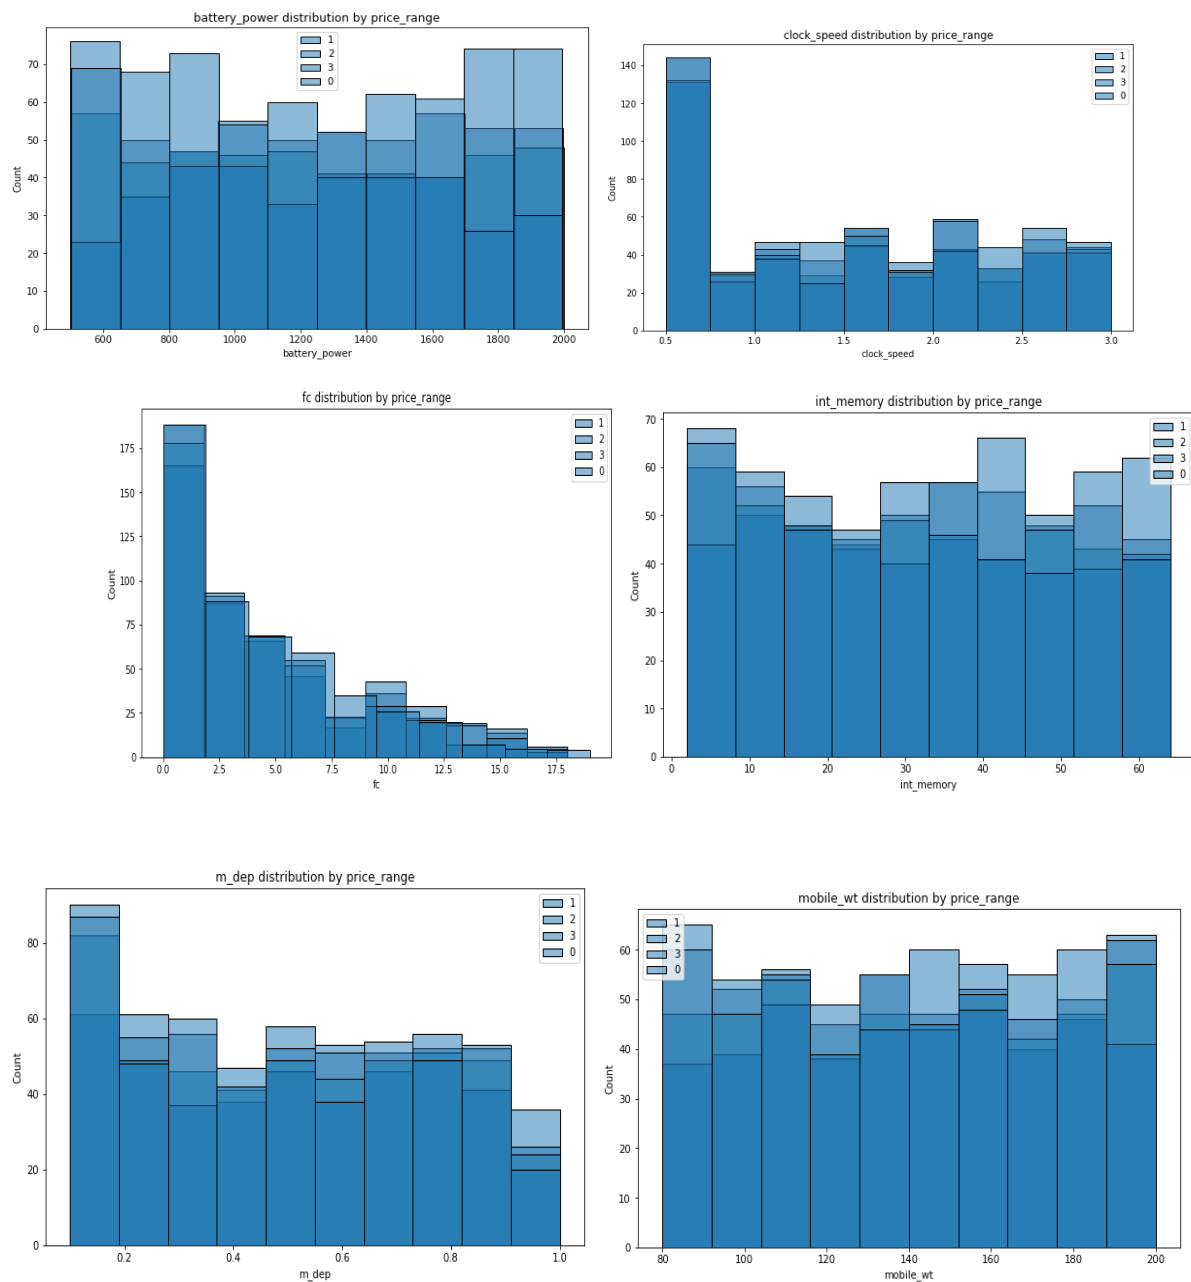 battery_power distribution by price_range
1
2
3
0
70
60
50
40
30
20
10
0
Count
600 800 1000 1200 1400 1600 1800 2000
battery_power
clock_speed distribution by price_range
1
2
3
0
140
120
100
80
60
40
20
0
Count
0.5 1.0 1.5 2.0 2.5 3.0
clock_speed
fc distribution by price_range
1
2
3
0
175
150
125
100
75
50
25
0
Count
0.0 2.5 5.0 7.5 10.0 12.5 15.0 17.5
fc
int_memory distribution by price_range
1
2
3
0
70
60
50
40
30
20
10
0
Count
0 10 20 30 40 50 60
int_memory
m_dep distribution by price_range
1
2
3
0
80
60
40
20
0
Count
0.2 0.4 0.6 0.8 1.0
m_dep
mobile_wt distribution by price_range
1
2
3
0
60
50
40
30
20
10
0
Count
80 100 120 140 160 180 200
mobile_wt